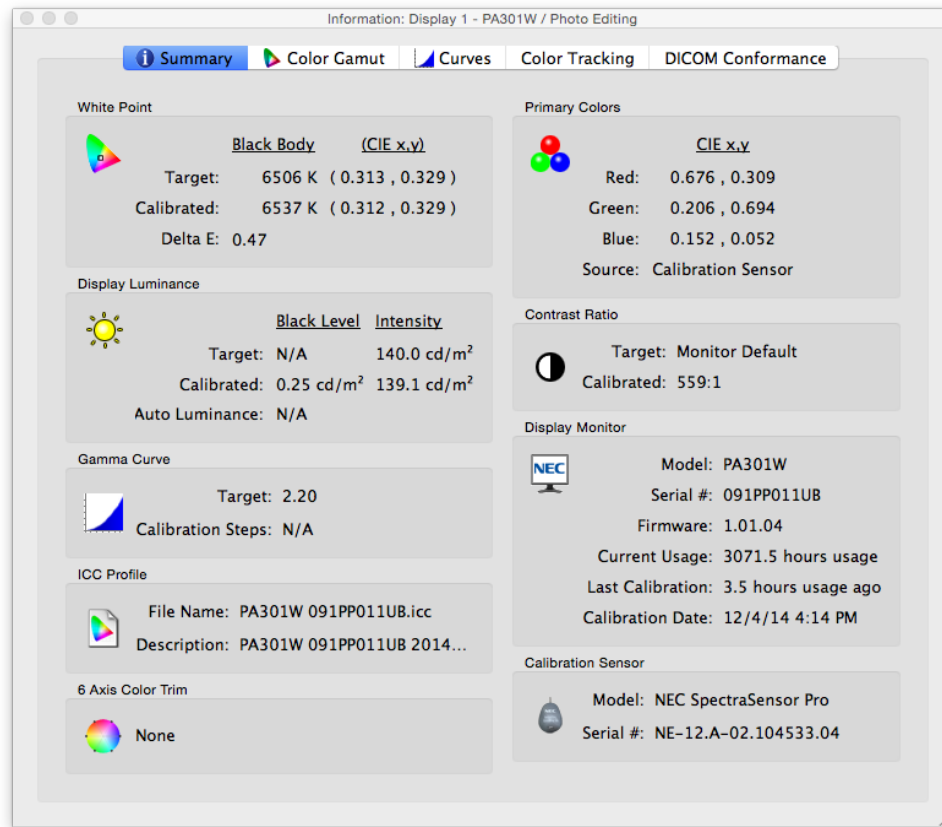 Information: Display 1 - PA301W / Photo Editing
Summary Color Gamut Curves Color Tracking DICOM Conformance
White Point
Black Body (CIE x,y)
Target: 6506 K ( 0.313 , 0.329 )
Calibrated: 6537 K ( 0.312 , 0.329 )
Delta E: 0.47
Display Luminance
Black Level Intensity
Target: N/A 140.0 cd/m²
Calibrated: 0.25 cd/m² 139.1 cd/m²
Auto Luminance: N/A
Gamma Curve
Target: 2.20
Calibration Steps: N/A
ICC Profile
File Name: PA301W 091PP011UB.icc
Description: PA301W 091PP011UB 2014...
6 Axis Color Trim
None
Primary Colors
CIE x,y
Red: 0.676 , 0.309
Green: 0.206 , 0.694
Blue: 0.152 , 0.052
Source: Calibration Sensor
Contrast Ratio
Target: Monitor Default
Calibrated: 559:1
Display Monitor
NEC
Model: PA301W
Serial #: 091PP011UB
Firmware: 1.01.04
Current Usage: 3071.5 hours usage
Last Calibration: 3.5 hours usage ago
Calibration Date: 12/4/14 4:14 PM
Calibration Sensor
Model: NEC SpectraSensor Pro
Serial #: NE-12.A-02.104533.04